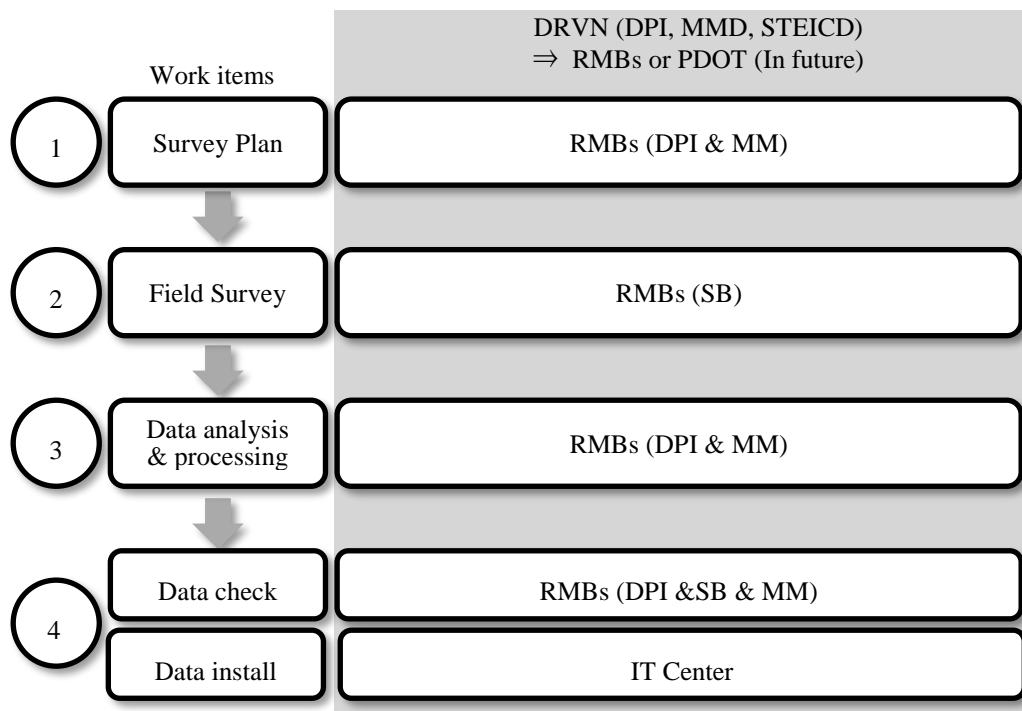 DRVN (DPI, MMD, STEICD)
⇒ RMBs or PDOT (In future)
Work items
1
Survey Plan
RMBs (DPI & MM)
2
Field Survey
RMBs (SB)
3
Data analysis
& processing
RMBs (DPI & MM)
4
Data check
RMBs (DPI &SB & MM)
Data install
IT Center